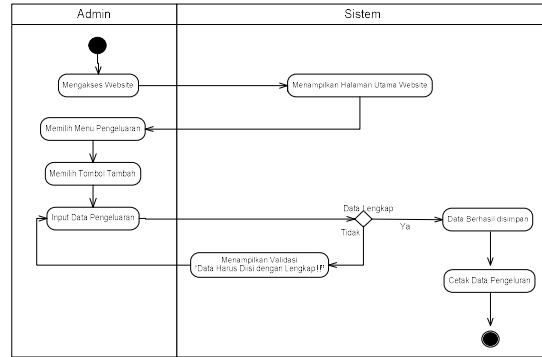 Admin
Sistem
Mengakses Website
Menampilkan Halaman Utama Website
Memilih Menu Pengeluaran
Memilih Tombol Tambah
Input Data Pengeluaran
Data Lengkap
Tidak
Ya
Data Berhasil disimpan
Menampilkan Validasi
"Data Harus Diisi dengan Lengkap!!"
Cetak Data Pengeluran